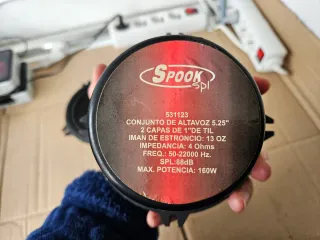 SPOOK
spl
531123
CONJUNTO DE ALTAVOZ 5.25"
2 CAPAS DE 1"DE TIL
IMAN DE ESTRONCIO: 13 OZ
IMPEDANCIA: 4 Ohms
FREQ.: 50-22000 Hz.
SPL:88dB
MAX. POTENCIA: 160W